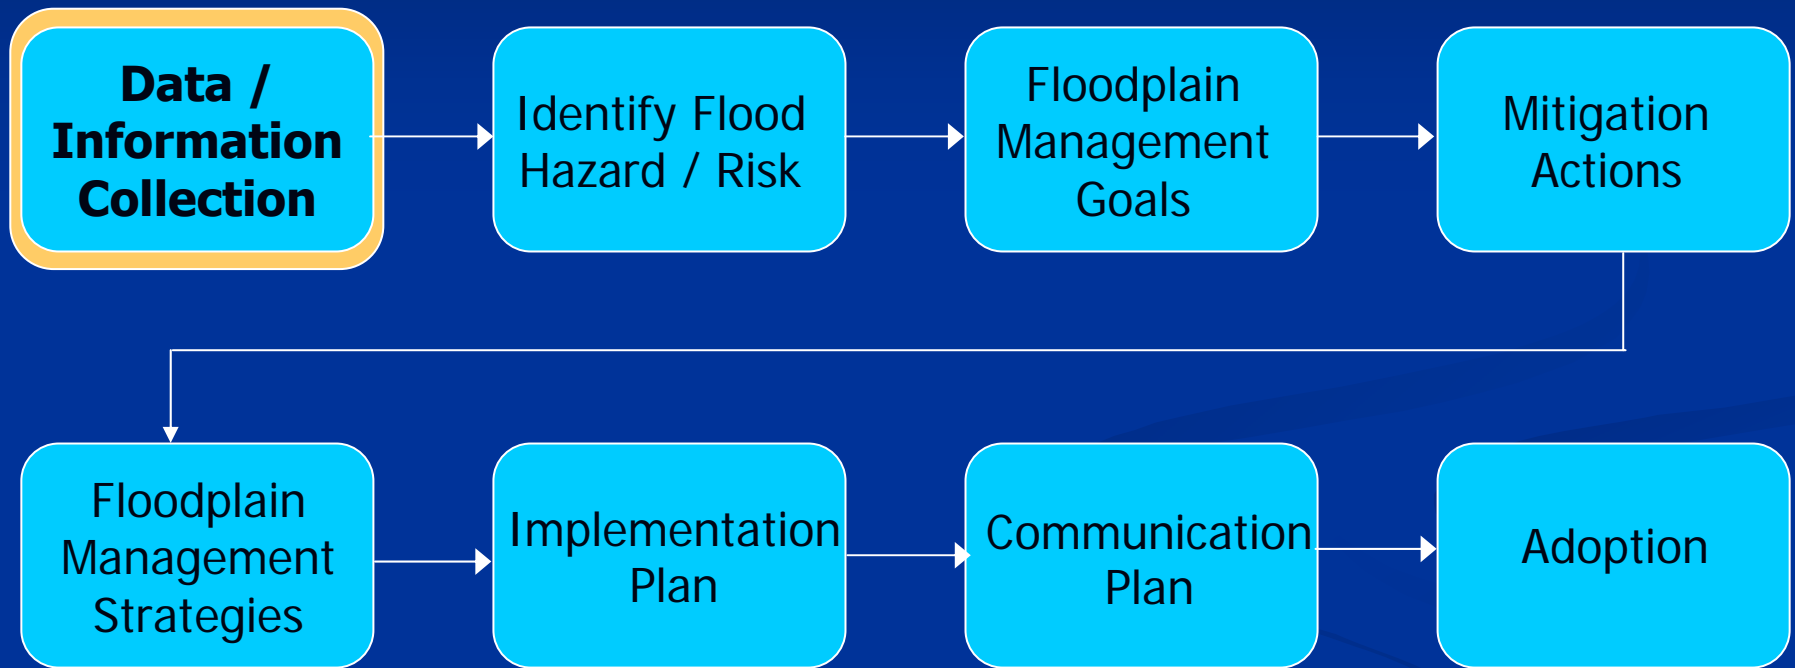 Data /
Information
Collection
Identify Flood
Hazard / Risk
Floodplain
Management
Goals
Mitigation
Actions
Floodplain
Management
Strategies
Implementation
Plan
Communication
Plan
Adoption